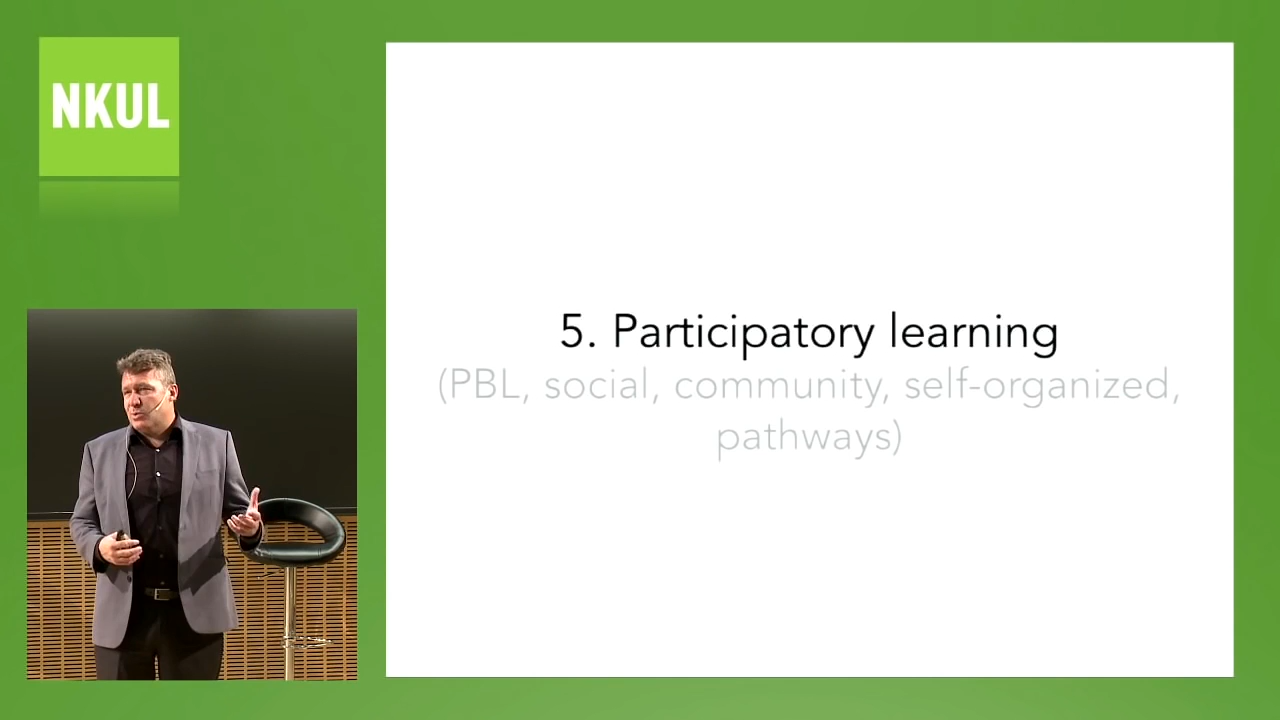 NKUL
5. Participatory learning
(PBL, social, community, self-organized,
pathways)